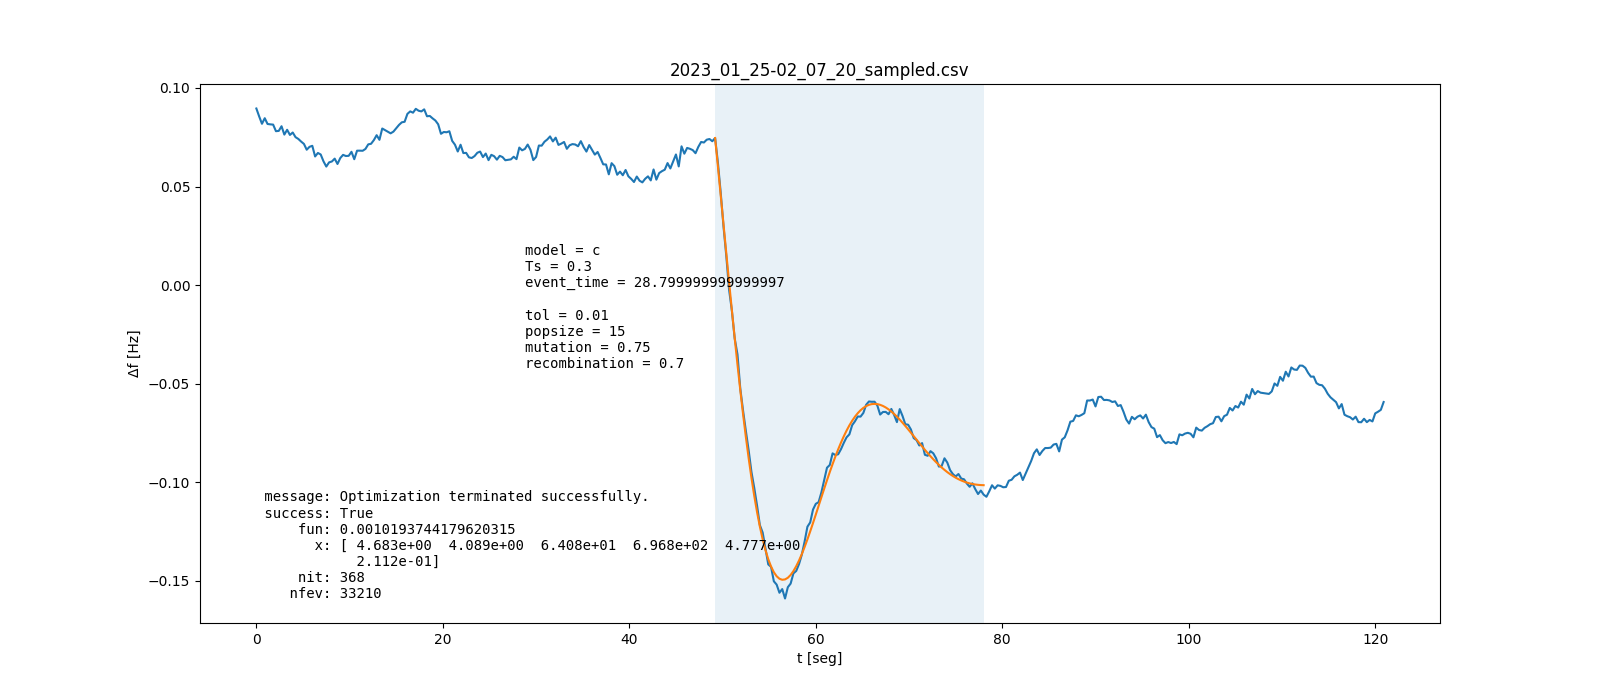 2023_01_25-02_07_20_sampled.csv
0.10
0.05
0.00
−0.05
−0.10
−0.15
Δf [Hz]
model = c
Ts = 0.3
event_time = 28.799999999999997
tol = 0.01
popsize = 15
mutation = 0.75
recombination = 0.7
message: Optimization terminated successfully.
success: True
fun: 0.0010193744179620315
x: [ 4.683e+00 4.089e+00 6.408e+01 6.968e+02 4.777e+00
2.112e-01]
nit: 368
nfev: 33210
0 20 40 60 80 100 120
t [seg]